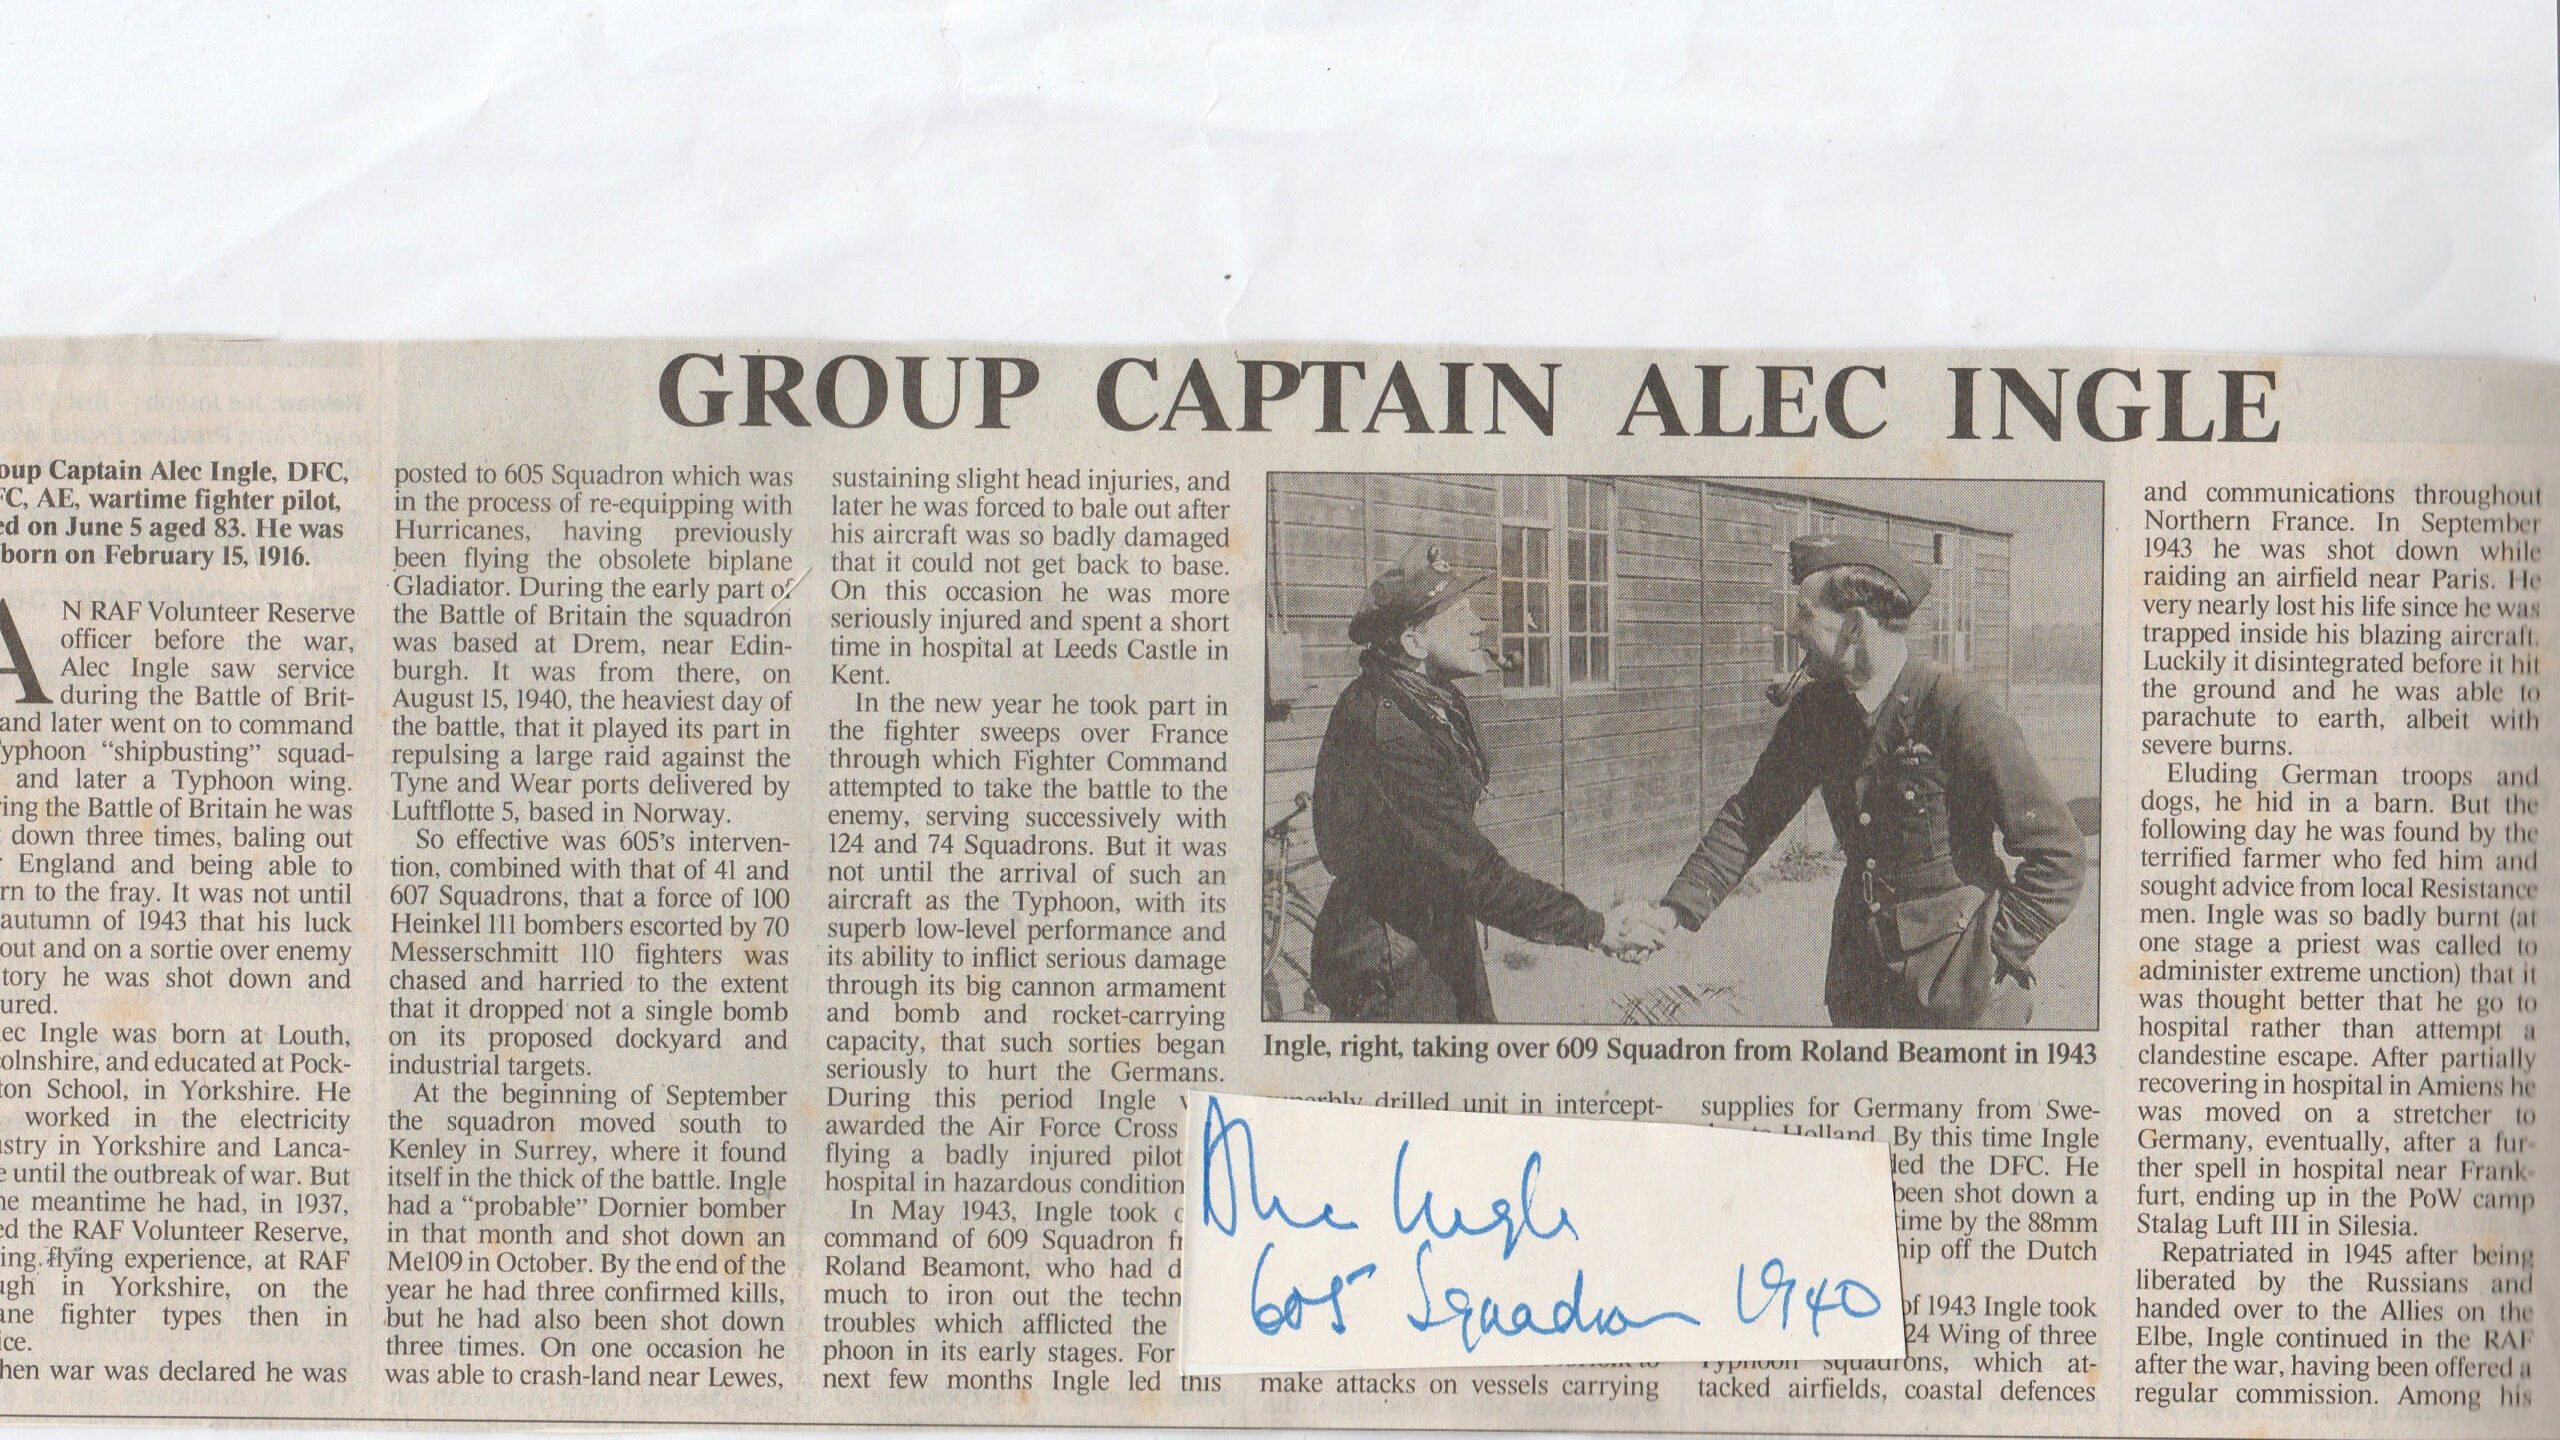 GROUP CAPTAIN ALEC INGLE
oup Captain Alec Ingle, DFC,
FC, AE, wartime fighter pilot,
ed on June 5 aged 83. He was
born on February 15, 1916.
AN RAF Volunteer Reserve
officer before the war,
Alec Ingle saw service
during the Battle of Brit-
and later went on to command
yphoon “shipbusting” squad-
and later a Typhoon wing.
ring the Battle of Britain he was
down three times, baling out
England and being able to
rn to the fray. It was not until
autumn of 1943 that his luck
out and on a sortie over enemy
tory he was shot down and
ured.
ec Ingle was born at Louth,
colnshire, and educated at Pock-
ton School, in Yorkshire. He
worked in the electricity
stry in Yorkshire and Lanca-
e until the outbreak of war. But
he meantime he had, in 1937,
ed the RAF Volunteer Reserve,
ing flying experience, at RAF
ugh in Yorkshire, on the
ane fighter types then in
ice.
hen war was declared he was
posted to 605 Squadron which was
in the process of re-equipping with
Hurricanes, having previously
been flying the obsolete biplane
Gladiator. During the early part of
the Battle of Britain the squadron
was based at Drem, near Edin-
burgh. It was from there, on
August 15, 1940, the heaviest day of
the battle, that it played its part in
repulsing a large raid against the
Tyne and Wear ports delivered by
Luftflotte 5, based in Norway.
So effective was 605’s interven-
tion, combined with that of 41 and
607 Squadrons, that a force of 100
Heinkel 111 bombers escorted by 70
Messerschmitt 110 fighters was
chased and harried to the extent
that it dropped not a single bomb
on its proposed dockyard and
industrial targets.
At the beginning of September
the squadron moved south to
Kenley in Surrey, where it found
itself in the thick of the battle. Ingle
had a “probable” Dornier bomber
in that month and shot down an
Me109 in October. By the end of the
year he had three confirmed kills,
but he had also been shot down
three times. On one occasion he
was able to crash-land near Lewes,
sustaining slight head injuries, and
later he was forced to bale out after
his aircraft was so badly damaged
that it could not get back to base.
On this occasion he was more
seriously injured and spent a short
time in hospital at Leeds Castle in
Kent.
In the new year he took part in
the fighter sweeps over France
through which Fighter Command
attempted to take the battle to the
enemy, serving successively with
124 and 74 Squadrons. But it was
not until the arrival of such an
aircraft as the Typhoon, with its
superb low-level performance and
its ability to inflict serious damage
through its big cannon armament
and bomb and rocket-carrying
capacity, that such sorties began
seriously to hurt the Germans.
During this period Ingle
awarded the Air Force Cross
flying a badly injured pilot
hospital in hazardous condition
In May 1943, Ingle took
command of 609 Squadron fr
Roland Beamont, who had d
much to iron out the techn
troubles which afflicted the
phoon in its early stages. For
next few months Ingle led this
Ingle, right, taking over 609 Squadron from Roland Beamont in 1943
drilled unit in intercept-
make attacks on vessels carrying
Alec Ingle
605 Squadron 1940
supplies for Germany from Swe-
Holland. By this time Ingle
led the DFC. He
been shot down a
time by the 88mm
hip off the Dutch
of 1943 Ingle took
24 Wing of three
Typhoon squadrons, which at-
tacked airfields, coastal defences
and communications throughout
Northern France. In September
1943 he was shot down while
raiding an airfield near Paris. He
very nearly lost his life since he was
trapped inside his blazing aircraft.
Luckily it disintegrated before it hit
the ground and he was able to
parachute to earth, albeit with
severe burns.
Eluding German troops and
dogs, he hid in a barn. But the
following day he was found by the
terrified farmer who fed him and
sought advice from local Resistance
men. Ingle was so badly burnt (at
one stage a priest was called to
administer extreme unction) that it
was thought better that he go to
hospital rather than attempt a
clandestine escape. After partially
recovering in hospital in Amiens he
was moved on a stretcher to
Germany, eventually, after a fur-
ther spell in hospital near Frank-
furt, ending up in the PoW camp
Stalag Luft III in Silesia.
Repatriated in 1945 after being
liberated by the Russians and
handed over to the Allies on the
Elbe, Ingle continued in the RAF
after the war, having been offered a
regular commission. Among his